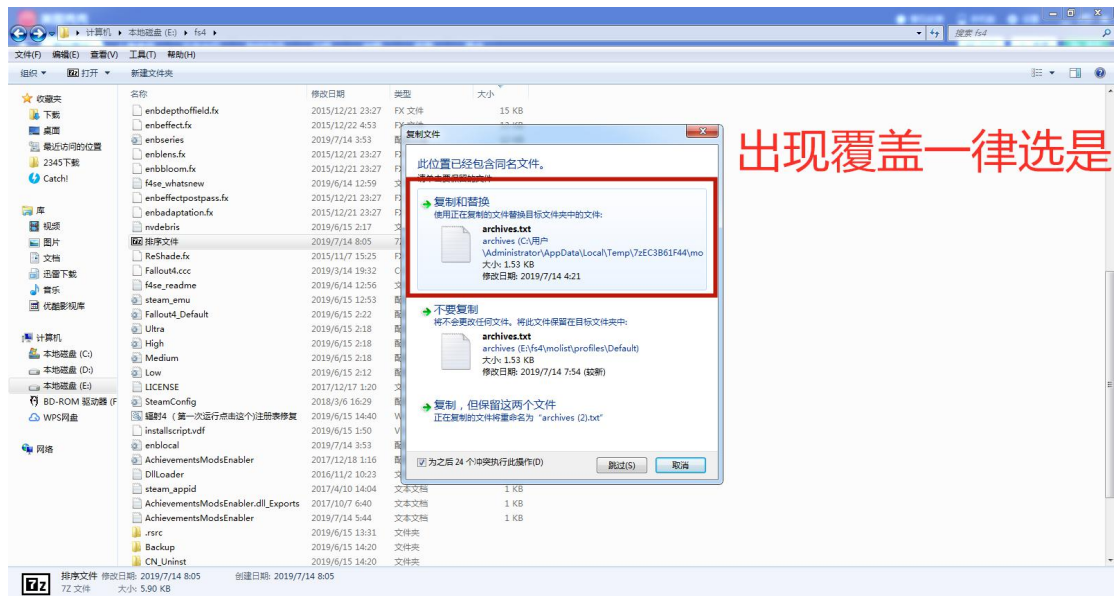 计算机 ▸ 本地磁盘 (E:) ▸ fs4 ▸
搜索 fs4
文件(F) 编辑(E) 查看(V) 工具(T) 帮助(H)
组织 打开 新建文件夹
名称 修改日期 类型 大小
收藏夹
下载
桌面
最近访问的位置
2345下载
Catch!
库
视频
图片
文档
迅雷下载
音乐
优酷影视库
计算机
本地磁盘 (C:)
本地磁盘 (D:)
本地磁盘 (E:)
BD-ROM 驱动器 (F
WPS网盘
网络
enbdepthoffield.fx 2015/12/21 23:27 FX 文件 15 KB
enbeffect.fx 2015/12/22 4:53
enbseries 2019/7/14 3:53
enblens.fx 2015/12/21 23:27
enbbloom.fx 2015/12/21 23:27
f4se_whatsnew 2019/6/14 12:59
enbeffectpostpass.fx 2015/12/21 23:27
enbadaptation.fx 2015/12/21 23:27
nvdebris 2019/6/15 2:17
排序文件 2019/7/14 8:05
ReShade.fx 2015/11/7 15:25
Fallout4.ccc 2019/3/14 19:32
f4se_readme 2019/6/14 12:56
steam_emu 2019/6/15 12:53
Fallout4_Default 2019/6/15 2:22
Ultra 2019/6/15 2:18
High 2019/6/15 2:18
Medium 2019/6/15 2:18
Low 2019/6/15 2:22
LICENSE 2017/12/17 1:20
SteamConfig 2018/3/6 16:29
辐射4 （第一次运行点击这个)注册表修复 2019/6/15 14:40
installscript.vdf 2019/6/15 1:50
enblocal 2019/7/14 3:53
AchievementsModsEnabler 2017/12/18 1:16
DllLoader 2016/11/2 10:23
steam_appid 2017/4/10 14:04 文本文档 1 KB
AchievementsModsEnabler.dll_Exports 2017/10/7 6:40 文本文档 1 KB
AchievementsModsEnabler 2019/7/14 5:44 文本文档 1 KB
.rsrc 2019/6/15 13:31 文件夹
Backup 2019/6/15 14:20 文件夹
CN_Uninst 2019/6/15 14:20 文件夹
复制文件
此位置已经包含同名文件。
请单击要保留的文件
复制和替换
使用正在复制的文件替换目标文件夹中的文件:
archives.txt
archives (C:\用户
\Administrator\AppData\Local\Temp\7zEC3B61F44\mo
大小: 1.53 KB
修改日期: 2019/7/14 4:21
不要复制
将不会更改任何文件。将此文件保留在目标文件夹中:
archives.txt
archives (E:\fs4\molist\profiles\Default)
大小: 1.53 KB
修改日期: 2019/7/14 7:54 (较新)
复制，但保留这两个文件
正在复制的文件将重命名为 "archives (2).txt"
为之后 24 个冲突执行此操作(D)
跳过(S) 取消
出现覆盖一律选是
排序文件 修改日期: 2019/7/14 8:05 创建日期: 2019/7/14 8:05
7Z 文件 大小: 5.90 KB